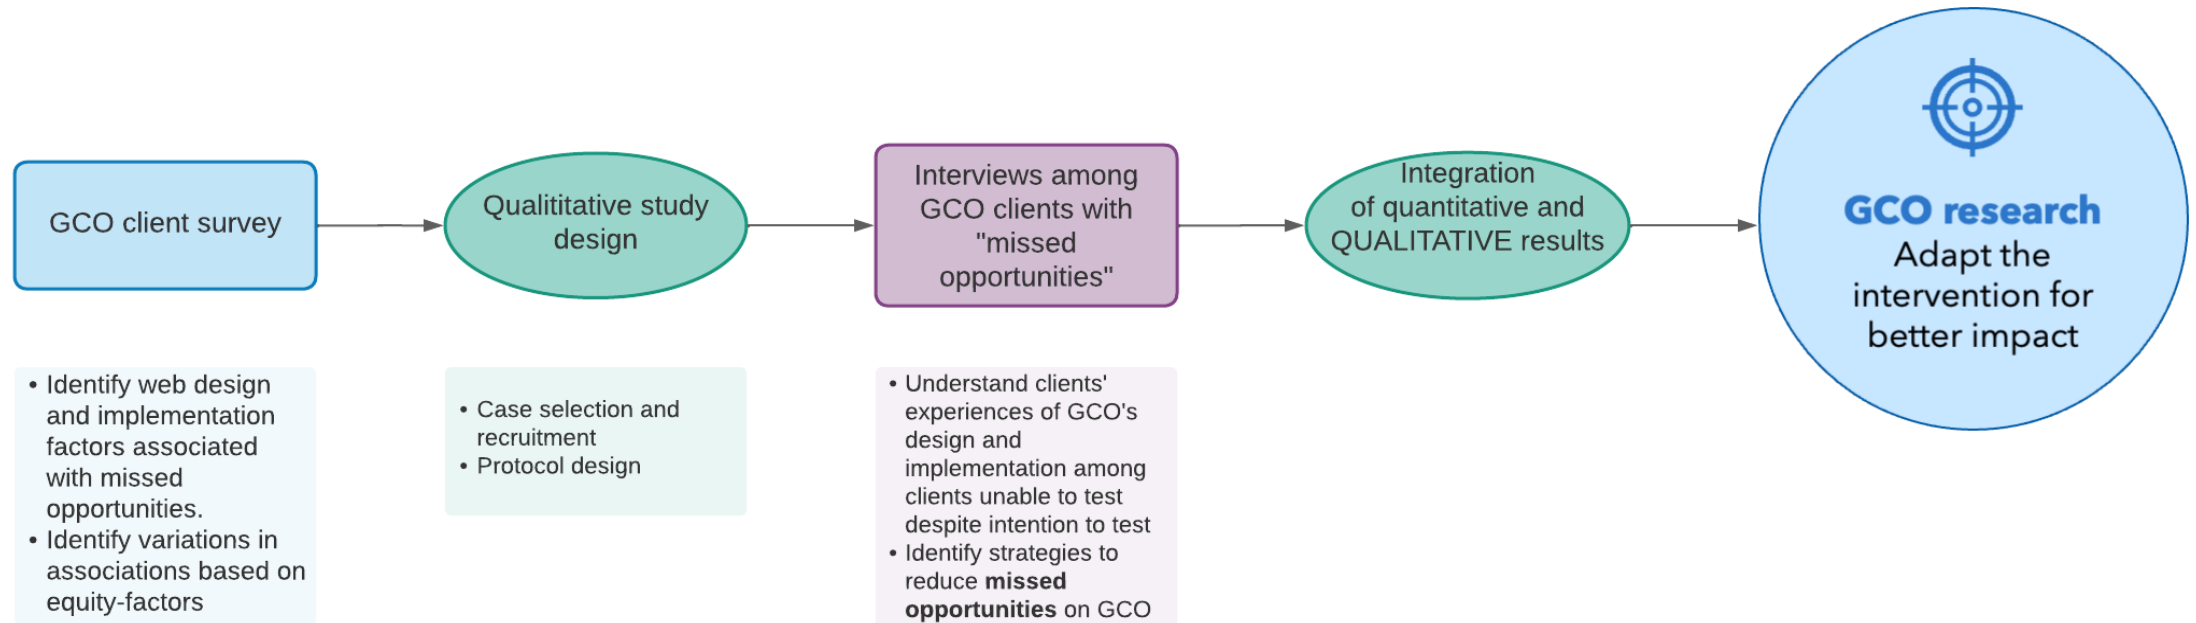 GCO client survey
Qualititative study
design
Interviews among
GCO clients with
"missed
opportunities"
Integration
of quantitative and
QUALITATIVE results
GCO research
Adapt the
intervention for
better impact
• Identify web design
and implementation
factors associated
with missed
opportunities.
• Identify variations in
associations based on
equity-factors
• Case selection and
recruitment
• Protocol design
• Understand clients'
experiences of GCO's
design and
implementation among
clients unable to test
despite intention to test
• Identify strategies to
reduce missed
opportunities on GCO